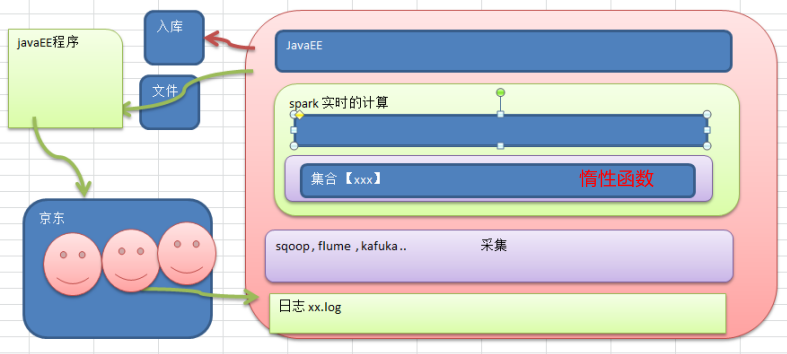 javaEE程序
入库
文件
京东
JavaEE
spark 实时的计算
集合【xxx】 惰性函数
sqoop , flume , kafuka .. 采集
日志 xx.log